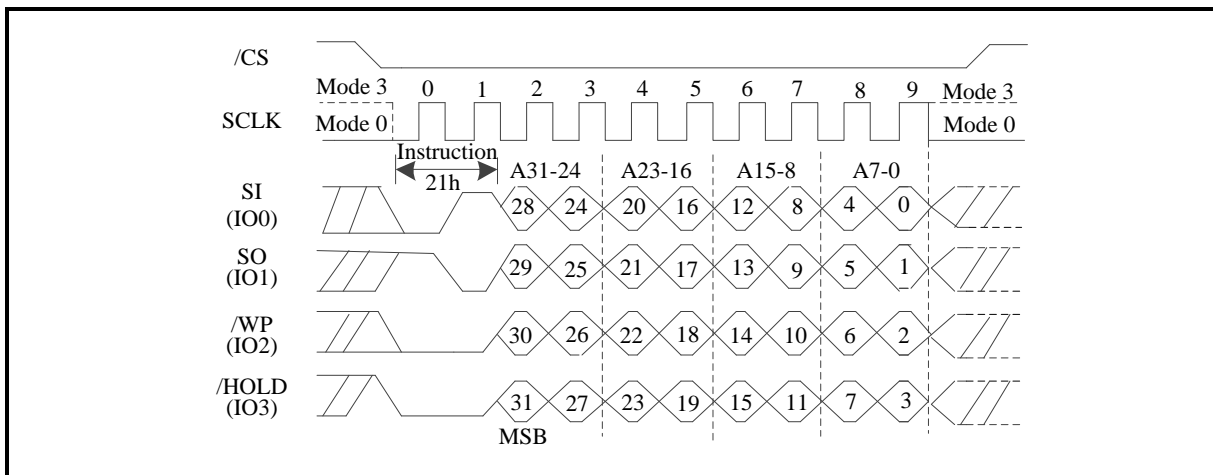 /CS
Mode 3 0 1 2 3 4 5 6 7 8 9 Mode 3
SCLK Mode 0 Mode 0
Instruction
21h A31-24 A23-16 A15-8 A7-0
SI
(IO0) 28 24 20 16 12 8 4 0
SO
(IO1) 29 25 21 17 13 9 5 1
/WP
(IO2) 30 26 22 18 14 10 6 2
/HOLD
(IO3) 31 27 23 19 15 11 7 3
MSB